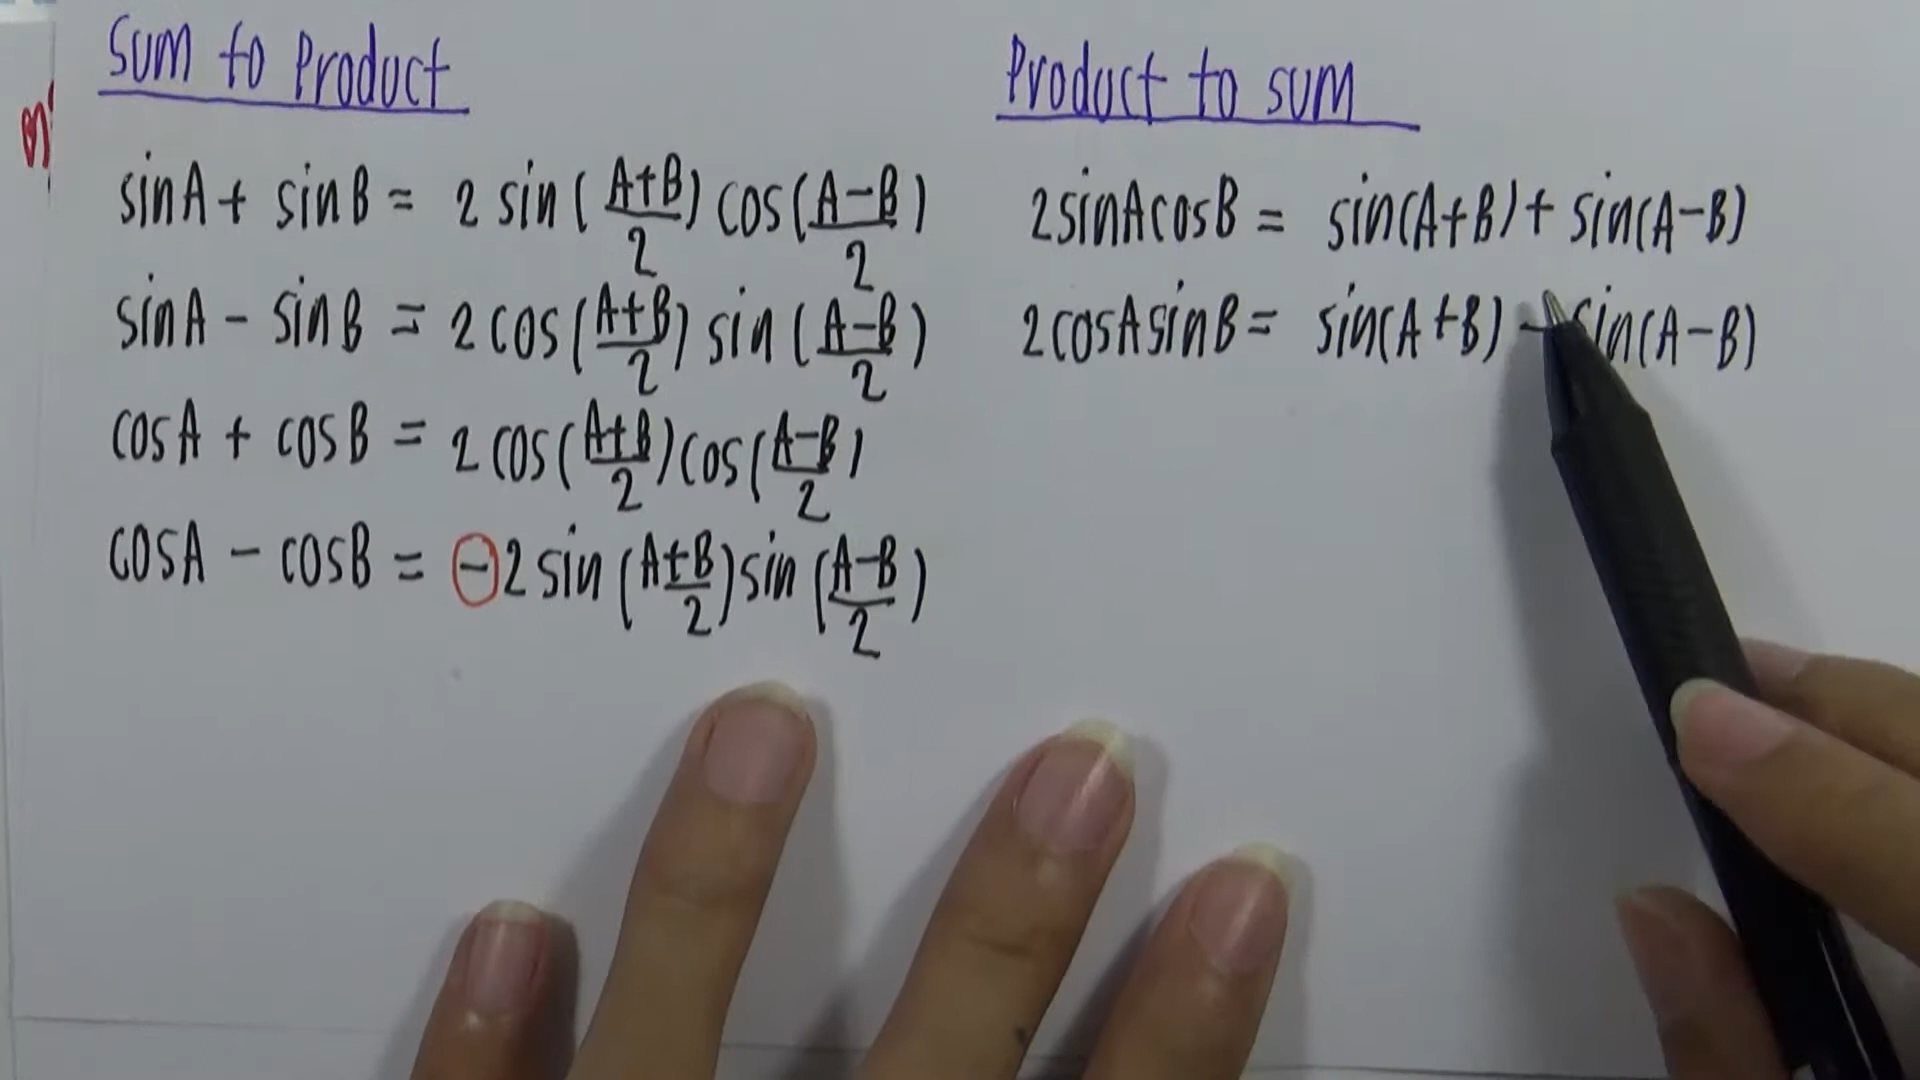 Sum to Product
sinA + sinB = 2 sin(A+B/2) cos(A-B/2)
sinA - sinB = 2 cos(A+B/2) sin(A-B/2)
cosA + cosB = 2 cos(A+B/2) cos(A-B/2)
cosA - cosB = -2 sin(A+B/2) sin(A-B/2)
Product to sum
2sinAcosB = sin(A+B) + sin(A-B)
2cosAsinB = sin(A+B) - sin(A-B)